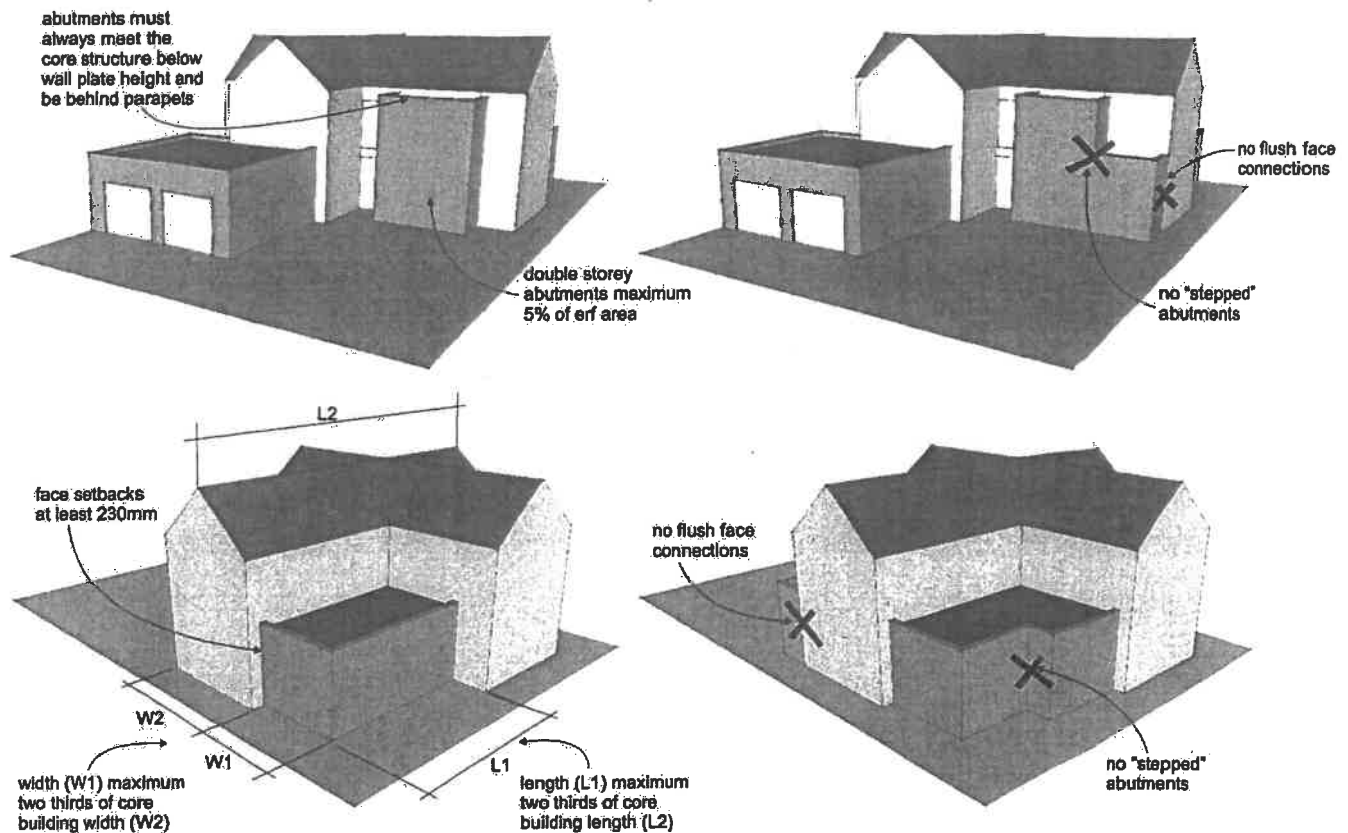 abutments must
always meet the
core structure below
wall plate height and
be behind parapets
double storey
abutments maximum
5% of erf area
no flush face
connections
no "stepped"
abutments
L2
face setbacks
at least 230mm
W2
W1
L1
width (W1) maximum
two thirds of core
building width (W2)
length (L1) maximum
two thirds of core
building length (L2)
no flush face
connections
no "stepped"
abutments